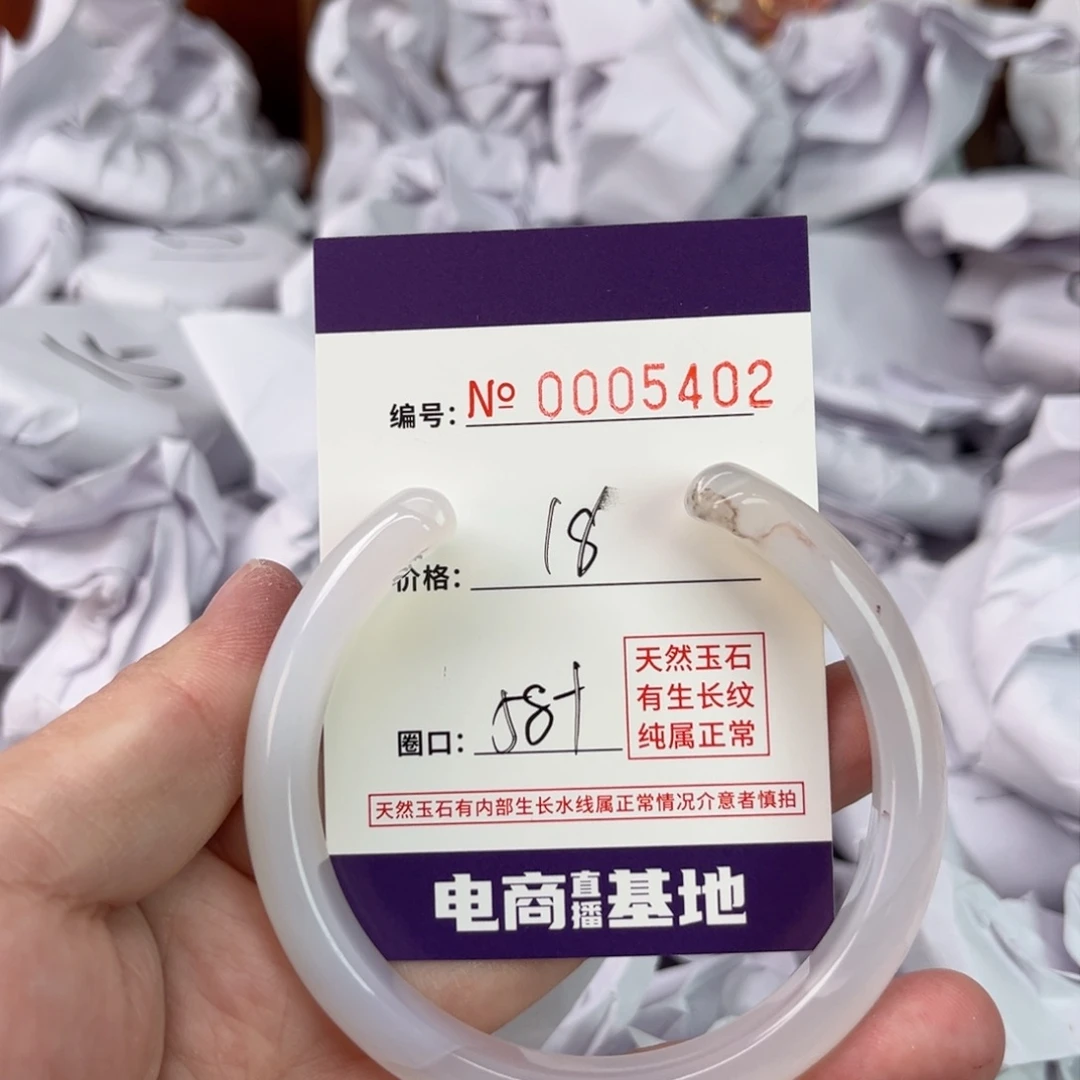 编号: № 0005402
价格: 18
圈口: 58+
天然玉石
有生长纹
纯属正常
天然玉石有内部生长水线属正常情况介意者慎拍
电商直播基地